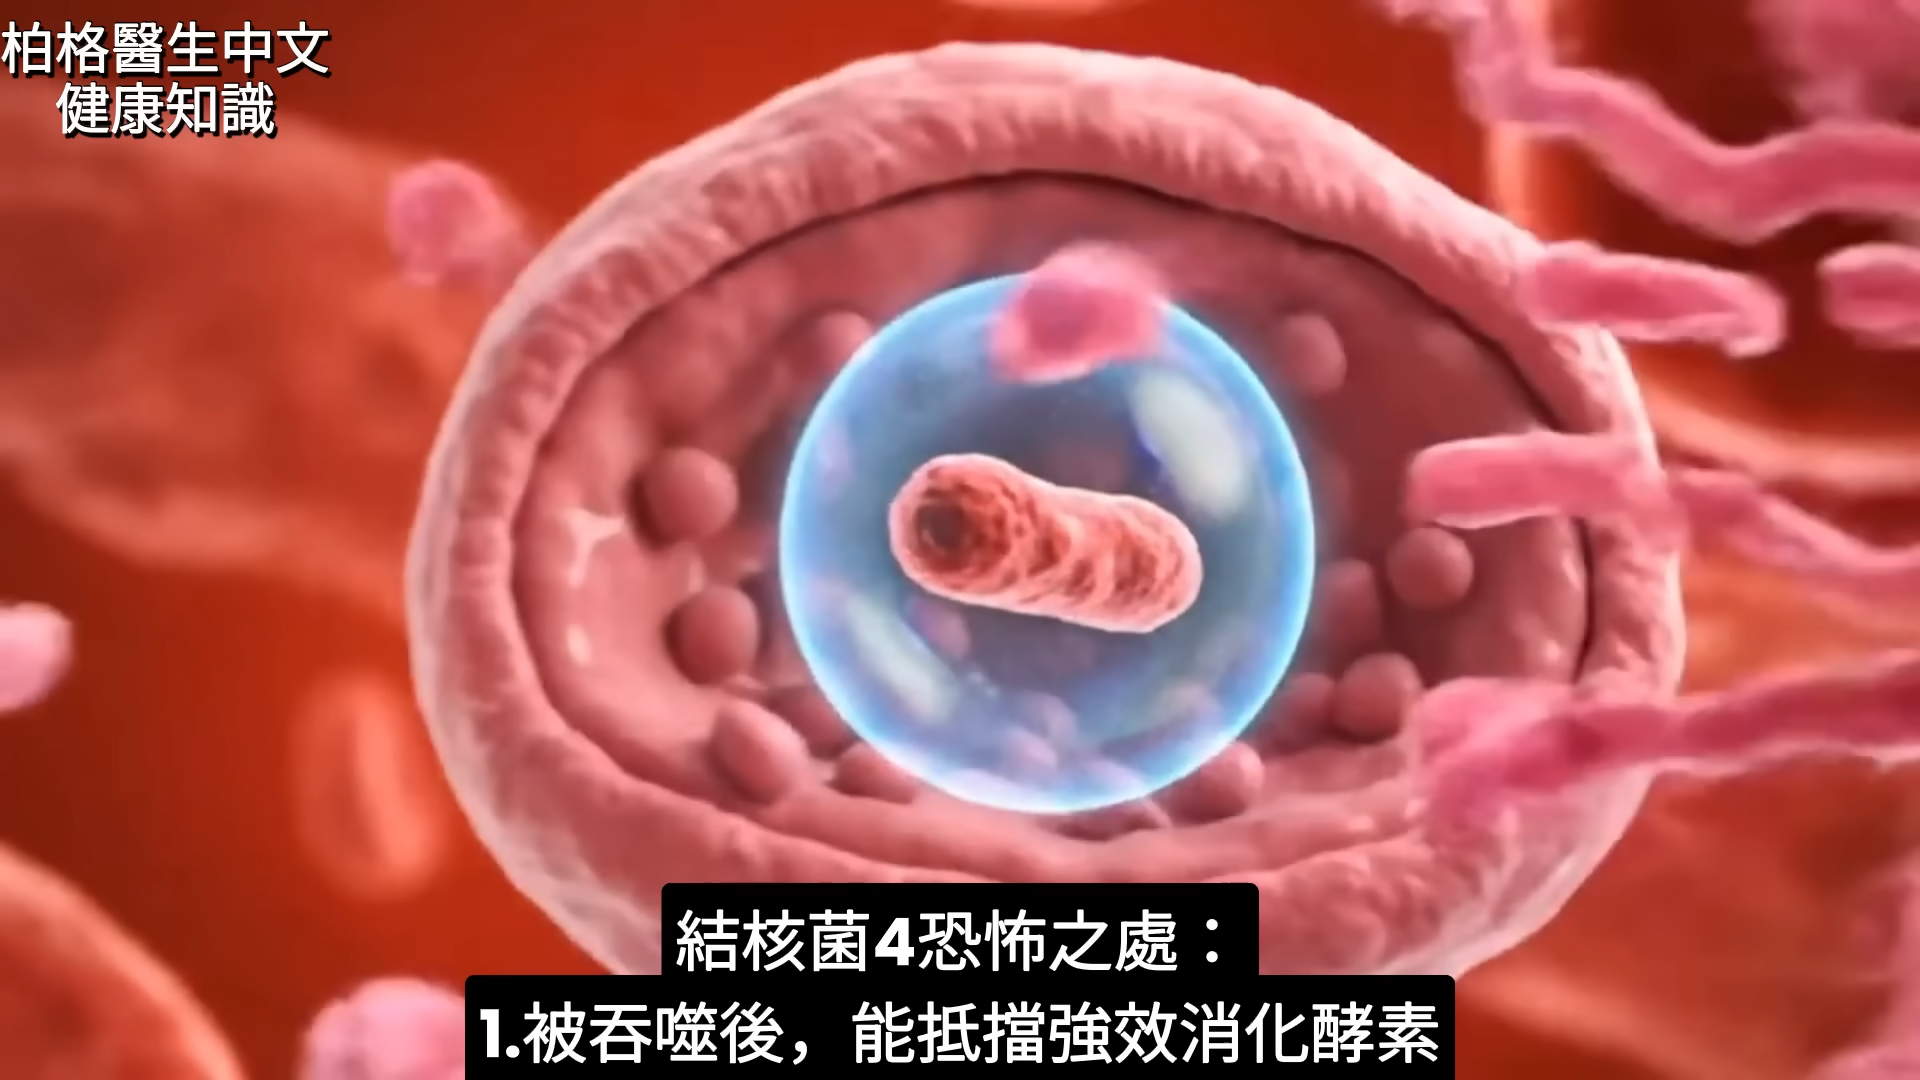 柏格醫生中文
健康知識
結核菌4恐怖之處：
1.被吞噬後，能抵擋強效消化酵素